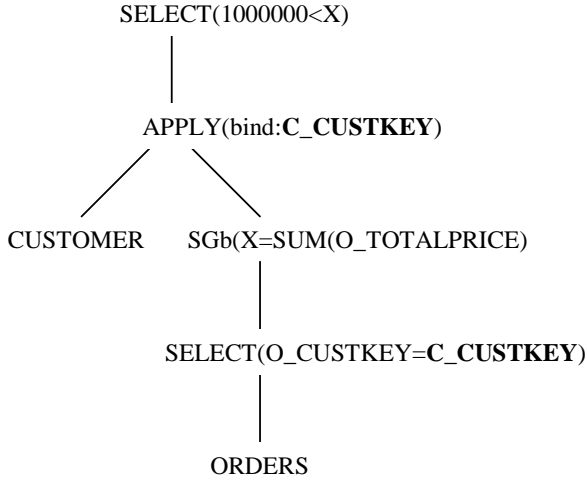 SELECT(1000000<X)
APPLY(bind:C_CUSTKEY)
CUSTOMER
SGb(X=SUM(O_TOTALPRICE)
SELECT(O_CUSTKEY=C_CUSTKEY)
ORDERS